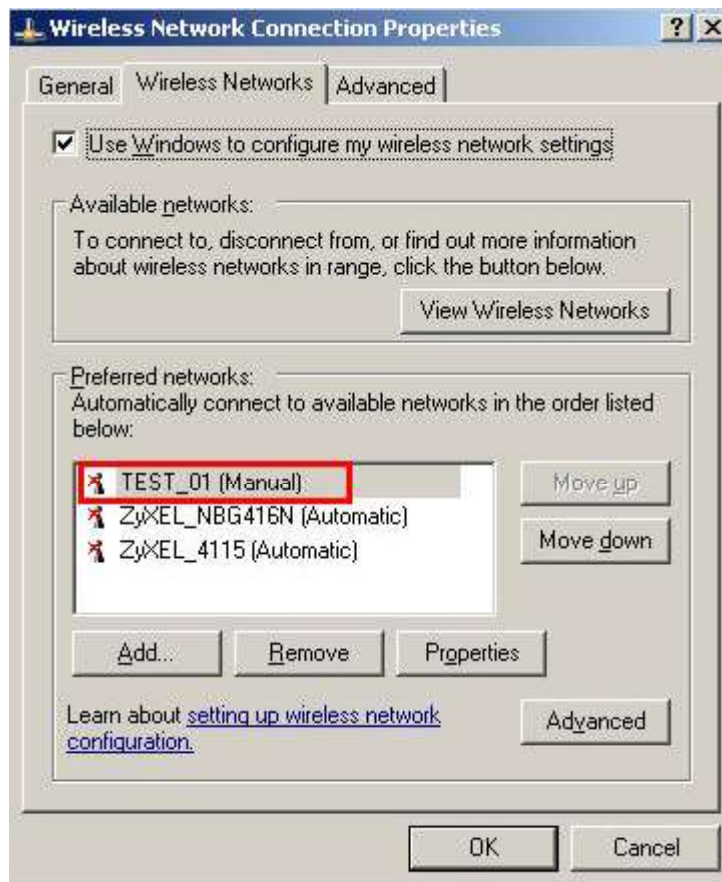 Wireless Network Connection Properties
General
Wireless Networks
Advanced
Use Windows to configure my wireless network settings
Available networks:
To connect to, disconnect from, or find out more information
about wireless networks in range, click the button below.
View Wireless Networks
Preferred networks:
Automatically connect to available networks in the order listed
below:
TEST_01 (Manual)
ZyXEL_NBG416N (Automatic)
ZyXEL_4115 (Automatic)
Move up
Move down
Add...
Remove
Properties
Learn about setting up wireless network
configuration.
Advanced
OK
Cancel